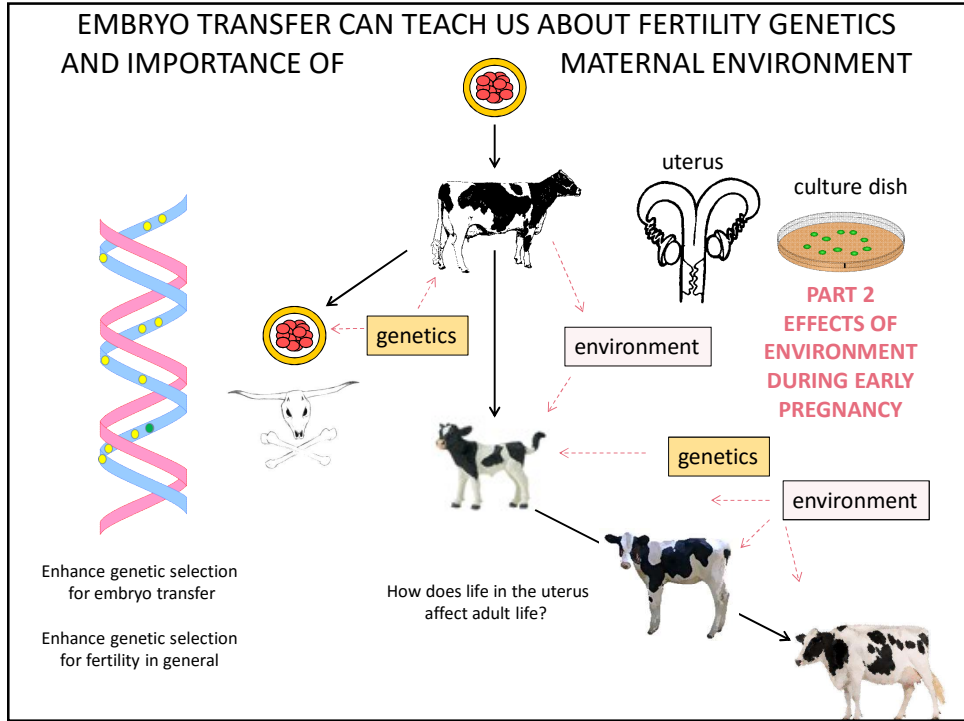 EMBRYO TRANSFER CAN TEACH US ABOUT FERTILITY GENETICS
AND IMPORTANCE OF MATERNAL ENVIRONMENT
uterus
culture dish
PART 2
EFFECTS OF
ENVIRONMENT
DURING EARLY
PREGNANCY
genetics
environment
genetics
environment
Enhance genetic selection
for embryo transfer
Enhance genetic selection
for fertility in general
How does life in the uterus
affect adult life?